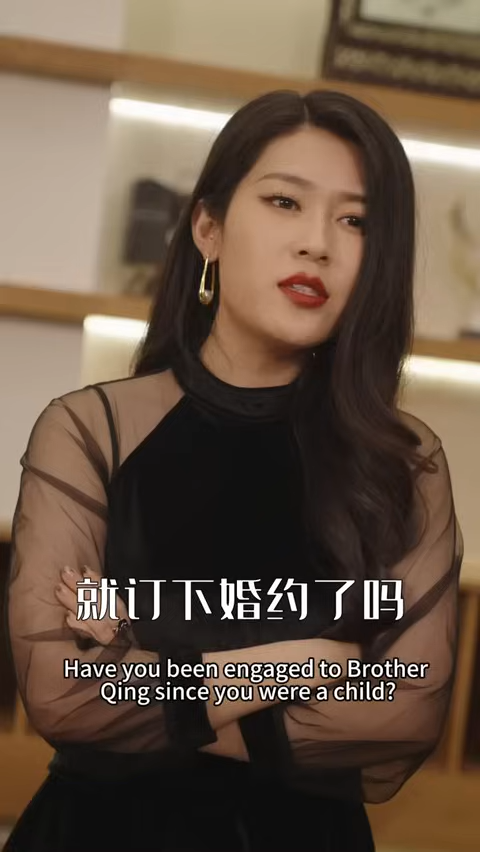 就订下婚约了吗
Have you been engaged to Brother
Qing since you were a child?